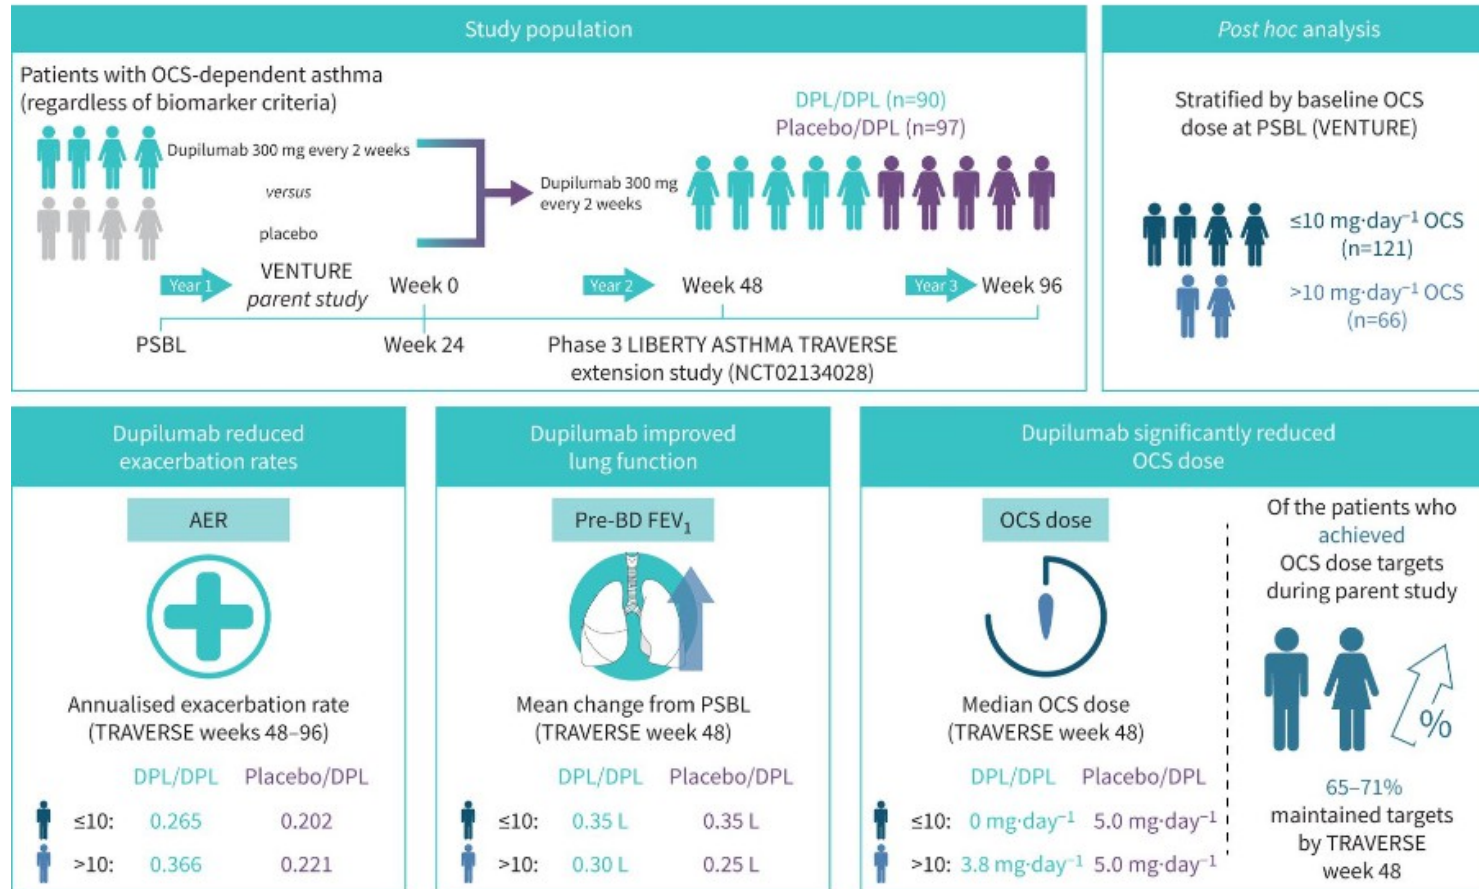 Study population
Patients with OCS-dependent asthma
(regardless of biomarker criteria)
Dupilumab 300 mg every 2 weeks
versus
placebo
Dupilumab 300 mg
every 2 weeks
DPL/DPL (n=90)
Placebo/DPL (n=97)
Year 1
VENTURE
parent study
Week 0
Year 2
Week 48
Year 3
Week 96
PSBL
Week 24
Phase 3 LIBERTY ASTHMA TRAVERSE
extension study (NCT02134028)
Post hoc analysis
Stratified by baseline OCS
dose at PSBL (VENTURE)
≤10 mg·day⁻¹ OCS
(n=121)
>10 mg·day⁻¹ OCS
(n=66)
Dupilumab reduced
exacerbation rates
AER
Annualised exacerbation rate
(TRAVERSE weeks 48–96)
DPL/DPL Placebo/DPL
≤10: 0.265 0.202
>10: 0.366 0.221
Dupilumab improved
lung function
Pre-BD FEV₁
Mean change from PSBL
(TRAVERSE week 48)
DPL/DPL Placebo/DPL
≤10: 0.35 L 0.35 L
>10: 0.30 L 0.25 L
Dupilumab significantly reduced
OCS dose
OCS dose
Median OCS dose
(TRAVERSE week 48)
DPL/DPL Placebo/DPL
≤10: 0 mg·day⁻¹ 5.0 mg·day⁻¹
>10: 3.8 mg·day⁻¹ 5.0 mg·day⁻¹
Of the patients who
achieved
OCS dose targets
during parent study
%
65–71%
maintained targets
by TRAVERSE
week 48